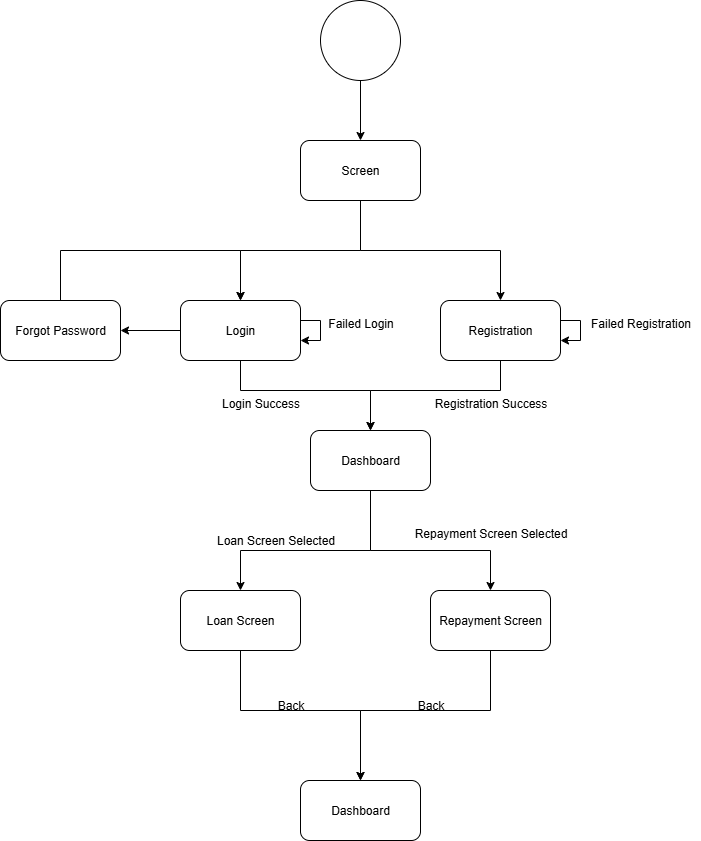 Screen
Forgot Password
Login
Failed Login
Registration
Failed Registration
Login Success
Registration Success
Dashboard
Loan Screen Selected
Repayment Screen Selected
Loan Screen
Repayment Screen
Back
Back
Dashboard